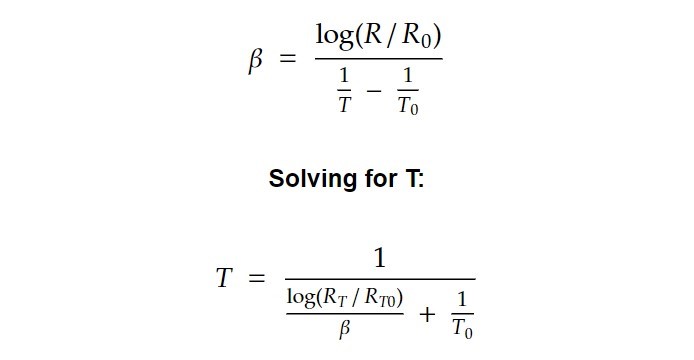 β = log(R / R₀) / (1/T − 1/T₀)
Solving for T:
T = 1 / (log(R_T / R_T0) / β + 1/T₀)